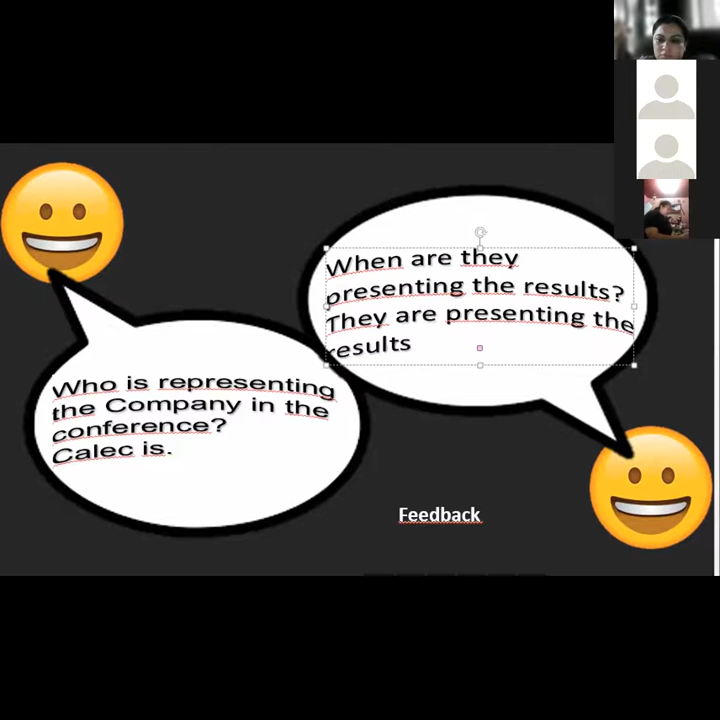 When are they
presenting the results?
They are presenting the
results
Who is representing
the Company in the
conference?
Calec is.
Feedback